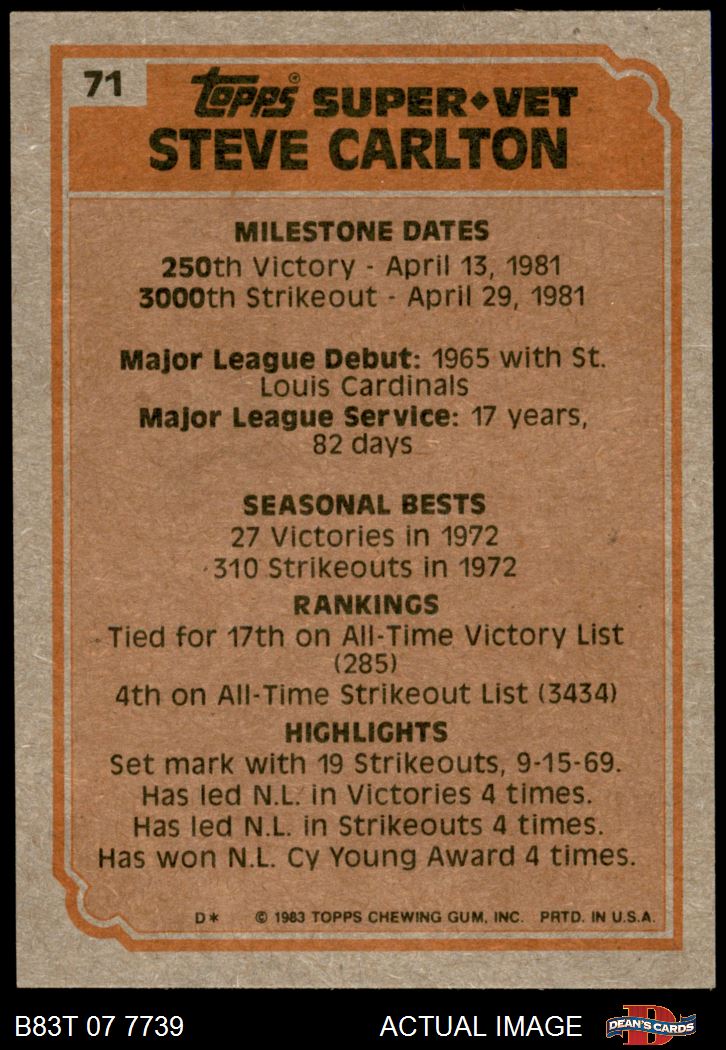 71
Topps® SUPER◆VET
STEVE CARLTON
MILESTONE DATES
250th Victory - April 13, 1981
3000th Strikeout - April 29, 1981
Major League Debut: 1965 with St.
Louis Cardinals
Major League Service: 17 years,
82 days
SEASONAL BESTS
27 Victories in 1972
310 Strikeouts in 1972
RANKINGS
Tied for 17th on All-Time Victory List
(285)
4th on All-Time Strikeout List (3434)
HIGHLIGHTS
Set mark with 19 Strikeouts, 9-15-69.
Has led N.L. in Victories 4 times.
Has led N.L. in Strikeouts 4 times.
Has won N.L. Cy Young Award 4 times.
D* © 1983 TOPPS CHEWING GUM, INC. PRTD. IN U.S.A.
B83T 07 7739 ACTUAL IMAGE D DEAN'S CARDS